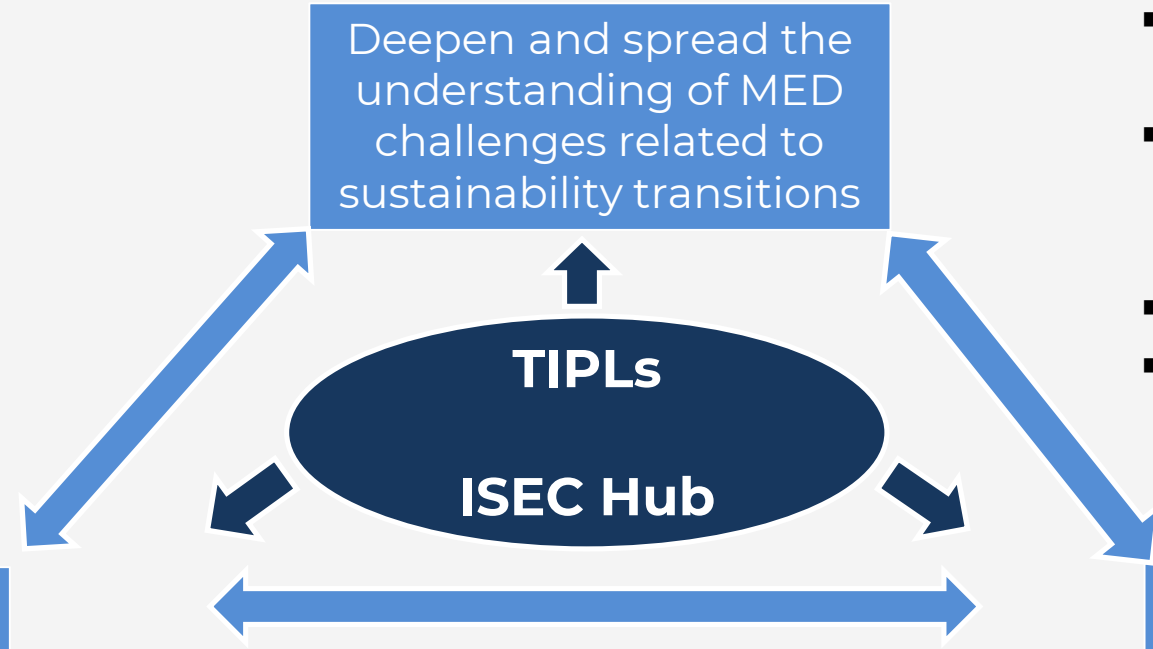 Deepen and spread the
understanding of MED
challenges related to
sustainability transitions
TIPLs
ISEC Hub